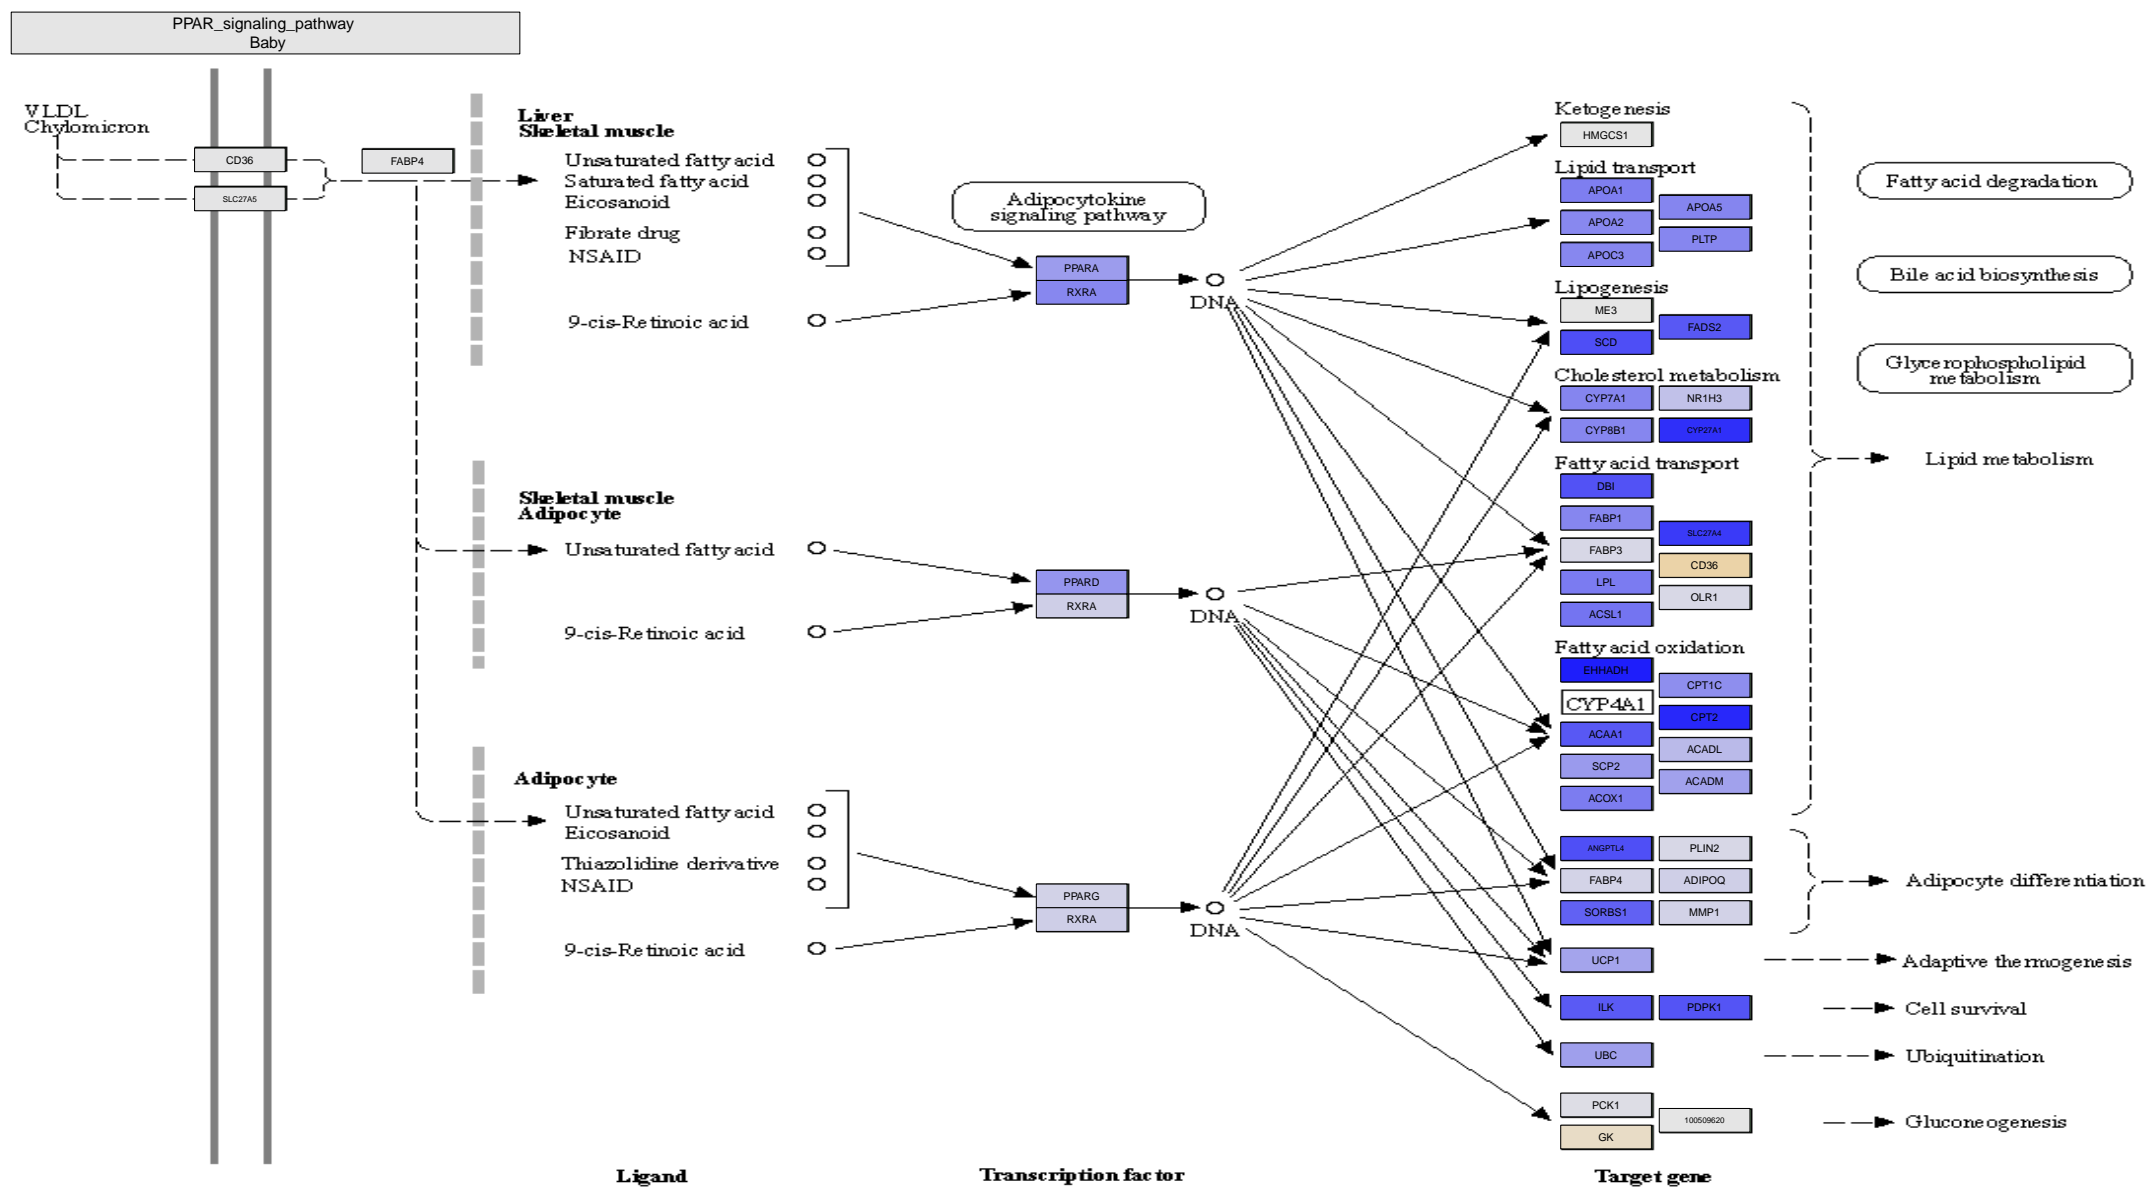 PPAR_signaling_pathway
Baby
VLDL
Chylomicron
CD36
SLC27A5
FABP4
Liver
Skeletal muscle
Unsaturated fatty acid
Saturated fatty acid
Eicosanoid
Fibrate drug
NSAID
9-cis-Retinoic acid
Skeletal muscle
Adipocyte
Unsaturated fatty acid
9-cis-Retinoic acid
Adipocyte
Unsaturated fatty acid
Eicosanoid
Thiazolidine derivative
NSAID
9-cis-Retinoic acid
Ligand
Adipocytokine
signaling pathway
PPARA
RXRA
DNA
PPARD
RXRA
DNA
PPARG
RXRA
DNA
Transcription factor
Ketogenesis
HMGCS1
Lipid transport
APOA1
APOA5
APOA2
PLTP
APOC3
Lipogenesis
ME3
FADS2
SCD
Cholesterol metabolism
CYP7A1
NR1H3
CYP8B1
CYP27A1
Fatty acid transport
DBI
FABP1
SLC27A4
FABP3
CD36
LPL
OLR1
ACSL1
Fatty acid oxidation
EHHADH
CPT1C
CYP4A1
CPT2
ACAA1
ACADL
SCP2
ACADM
ACOX1
ANGPTL4
PLIN2
FABP4
ADIPOQ
SORBS1
MMP1
UCP1
ILK
PDPK1
UBC
PCK1
100509620
GK
Target gene
Fatty acid degradation
Bile acid biosynthesis
Glycerophospholipid
metabolism
Lipid metabolism
Adipocyte differentiation
Adaptive thermogenesis
Cell survival
Ubiquitination
Gluconeogenesis